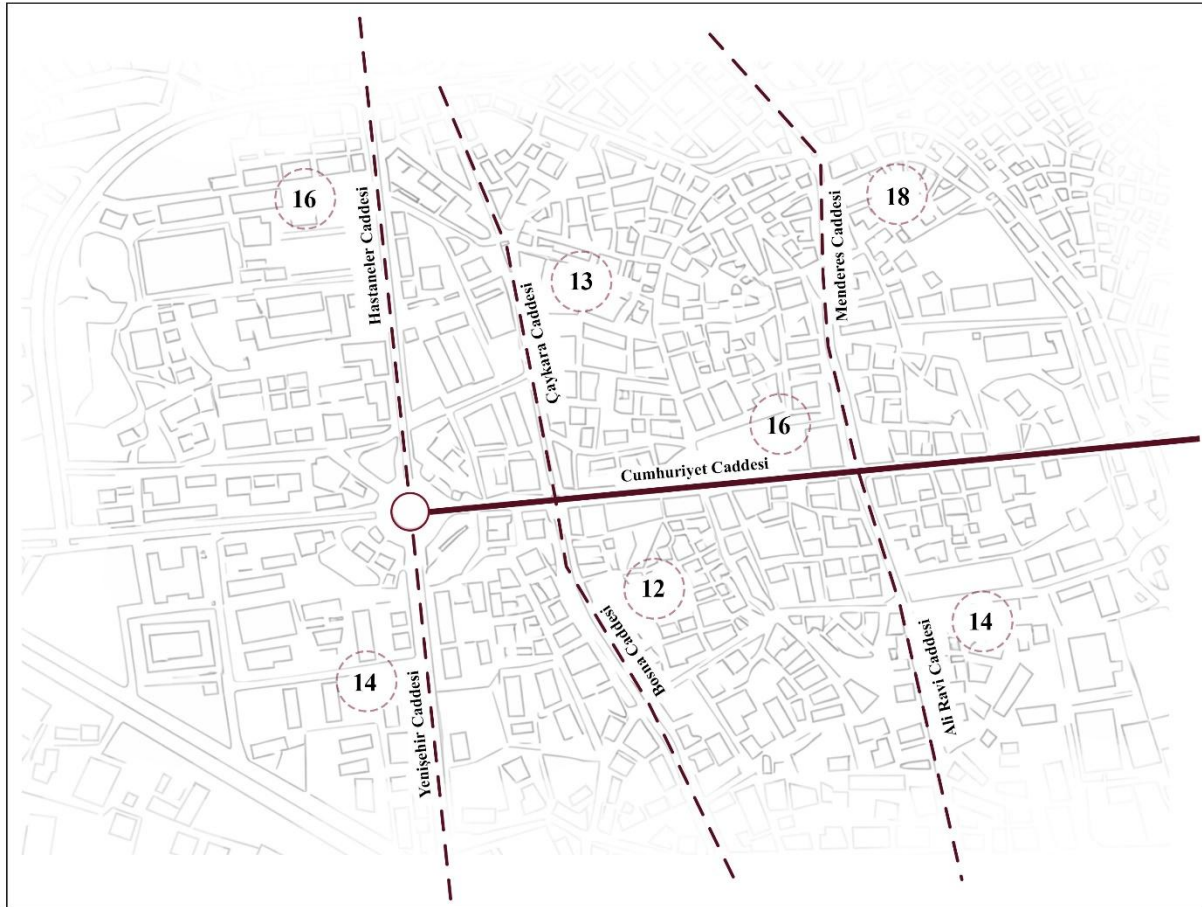 16
18
Hastaneler Caddesi
Menderes Caddesi
13
Çaykara Caddesi
16
Cumhuriyet Caddesi
12
14
Bosna Caddesi
14
Yenişehir Caddesi
Ali Ravi Caddesi